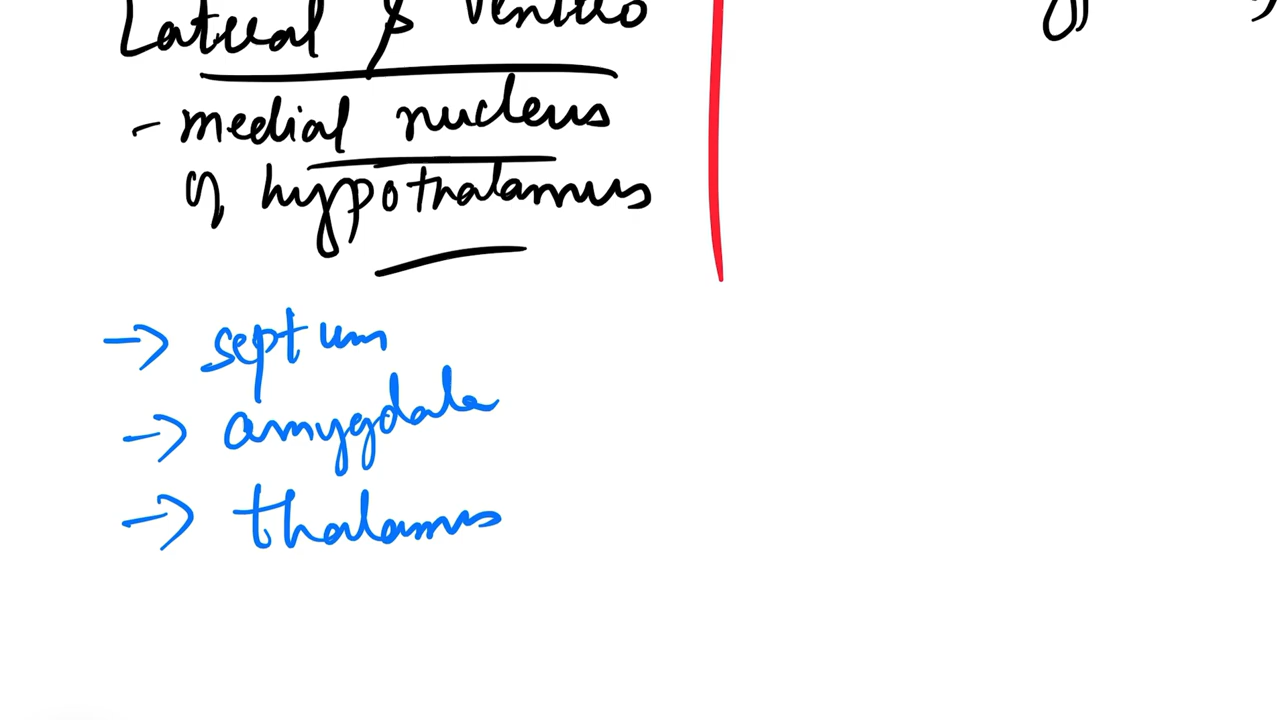 Lateral & Ventro
- medial nucleus
of hypothalamus
-> septum
-> amygdala
-> thalamus